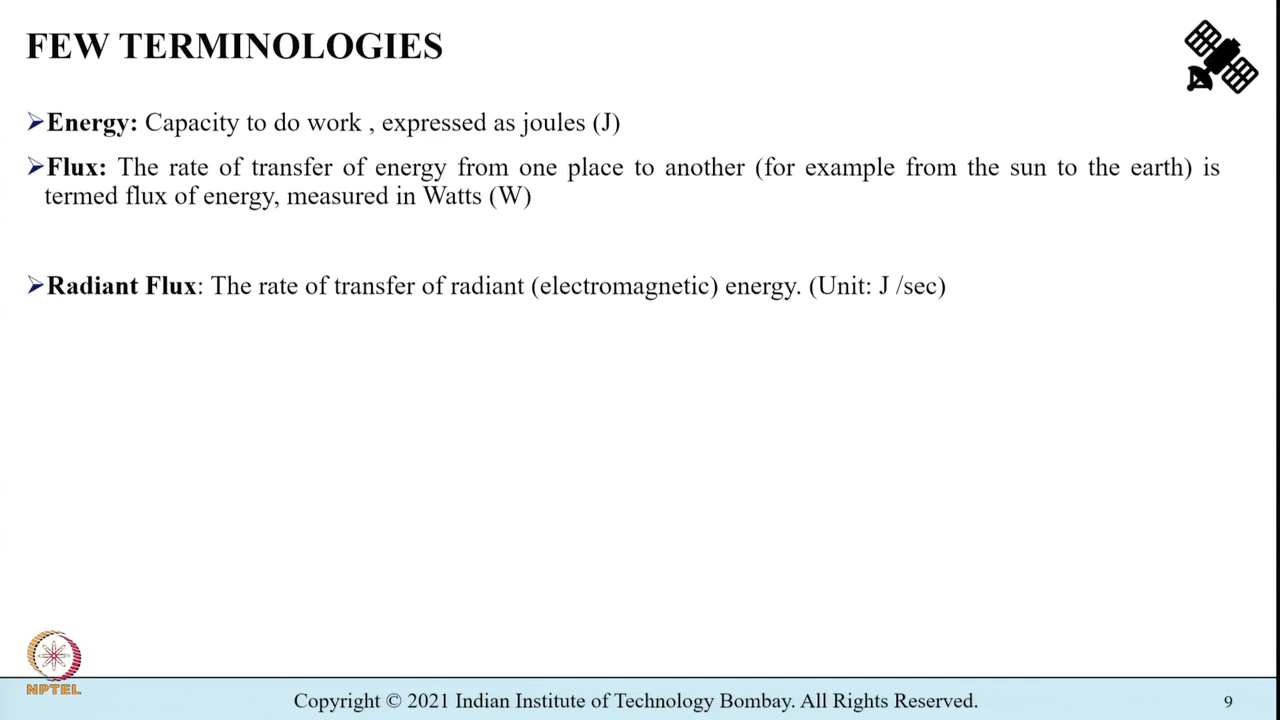 FEW TERMINOLOGIES
➢Energy: Capacity to do work , expressed as joules (J)
➢Flux: The rate of transfer of energy from one place to another (for example from the sun to the earth) is
termed flux of energy, measured in Watts (W)
➢Radiant Flux: The rate of transfer of radiant (electromagnetic) energy. (Unit: J /sec)
NPTEL
Copyright © 2021 Indian Institute of Technology Bombay. All Rights Reserved.
9